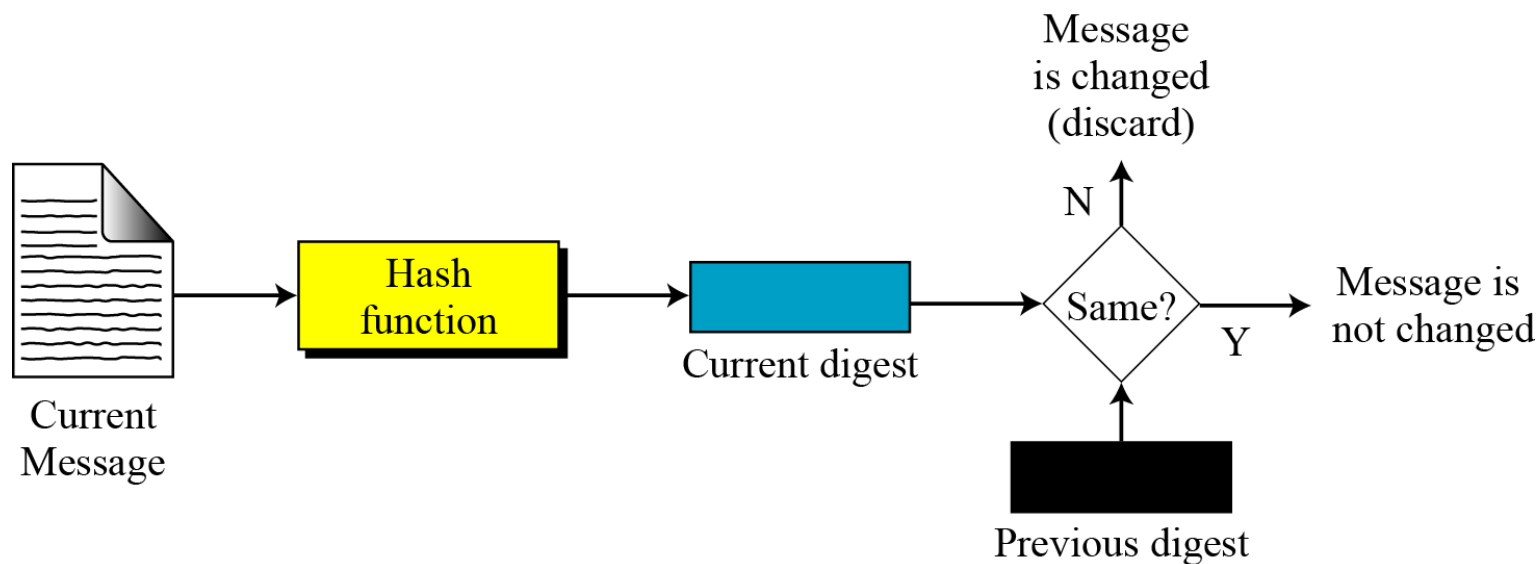 Message
is changed
(discard)
N
Hash
function
Same?
Message is
not changed
Y
Current digest
Current
Message
Previous digest